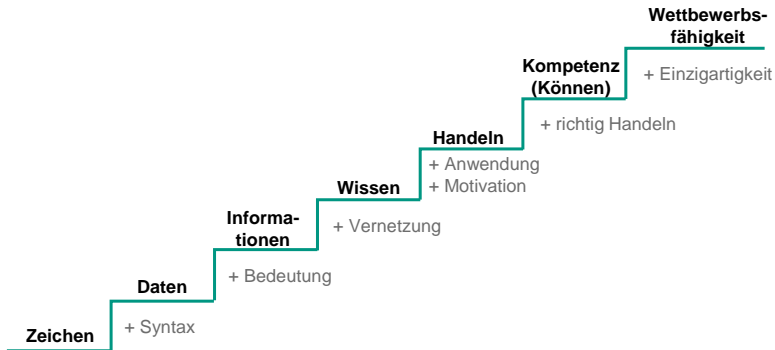 Wettbewerbs-
fähigkeit
+ Einzigartigkeit
Kompetenz
(Können)
+ richtig Handeln
Handeln
+ Anwendung
+ Motivation
Wissen
+ Vernetzung
Informa-
tionen
+ Bedeutung
Daten
+ Syntax
Zeichen